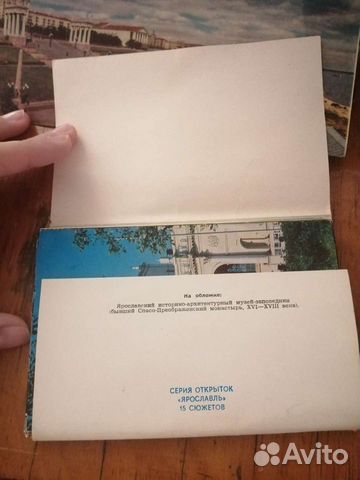 На обложке:
Ярославский историко-архитектурный музей-заповедник
(бывший Спасо-Преображенский монастырь, XVI—XVIII века).
СЕРИЯ ОТКРЫТОК
«ЯРОСЛАВЛЬ»
15 СЮЖЕТОВ
Avito